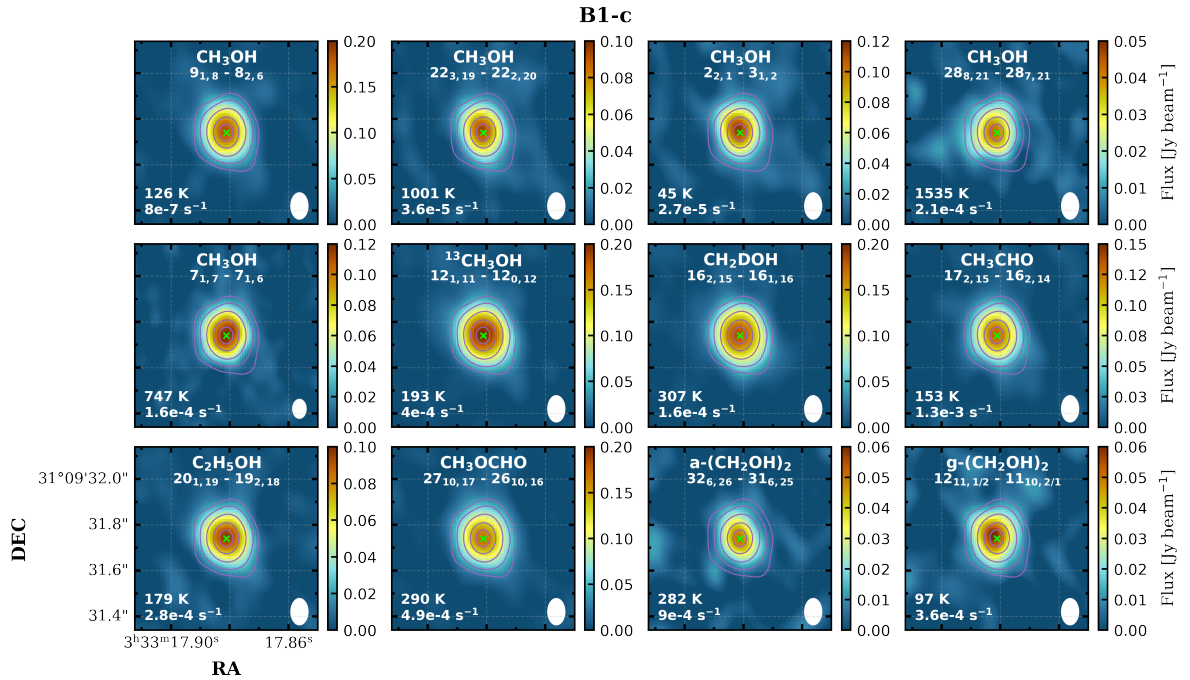 B1-c
CH₃OH
9₁,₈ - 8₂,₆
126 K
8e-7 s⁻¹
0.20
0.15
0.10
0.05
0.00
CH₃OH
22₃,₁₉ - 22₂,₂₀
1001 K
3.6e-5 s⁻¹
0.10
0.08
0.06
0.04
0.02
0.00
CH₃OH
2₂,₁ - 3₁,₂
45 K
2.7e-5 s⁻¹
0.12
0.10
0.08
0.06
0.04
0.02
0.00
CH₃OH
28₈,₂₁ - 28₇,₂₁
1535 K
2.1e-4 s⁻¹
0.05
0.04
0.03
0.02
0.01
0.00
Flux [Jy beam⁻¹]
CH₃OH
7₁,₇ - 7₁,₆
747 K
1.6e-4 s⁻¹
0.12
0.10
0.08
0.06
0.04
0.02
0.00
¹³CH₃OH
12₁,₁₁ - 12₀,₁₂
193 K
4e-4 s⁻¹
0.20
0.15
0.10
0.05
0.00
CH₂DOH
16₂,₁₅ - 16₁,₁₆
307 K
1.6e-4 s⁻¹
0.20
0.15
0.10
0.05
0.00
CH₃CHO
17₂,₁₅ - 16₂,₁₄
153 K
1.3e-3 s⁻¹
0.15
0.12
0.10
0.08
0.05
0.03
0.00
Flux [Jy beam⁻¹]
C₂H₅OH
20₁,₁₉ - 19₂,₁₈
179 K
2.8e-4 s⁻¹
0.10
0.08
0.06
0.04
0.02
0.00
CH₃OCHO
27₁₀,₁₇ - 26₁₀,₁₆
290 K
4.9e-4 s⁻¹
0.20
0.15
0.10
0.05
0.00
a-(CH₂OH)₂
32₆,₂₆ - 31₆,₂₅
282 K
9e-4 s⁻¹
0.06
0.05
0.04
0.03
0.02
0.01
0.00
g-(CH₂OH)₂
12₁₁,₁/₂ - 11₁₀,₂/₁
97 K
3.6e-4 s⁻¹
0.06
0.05
0.04
0.03
0.02
0.01
0.00
Flux [Jy beam⁻¹]
31°09'32.0"
31.8"
31.6"
31.4"
DEC
3ʰ33ᵐ17.90ˢ
17.86ˢ
RA